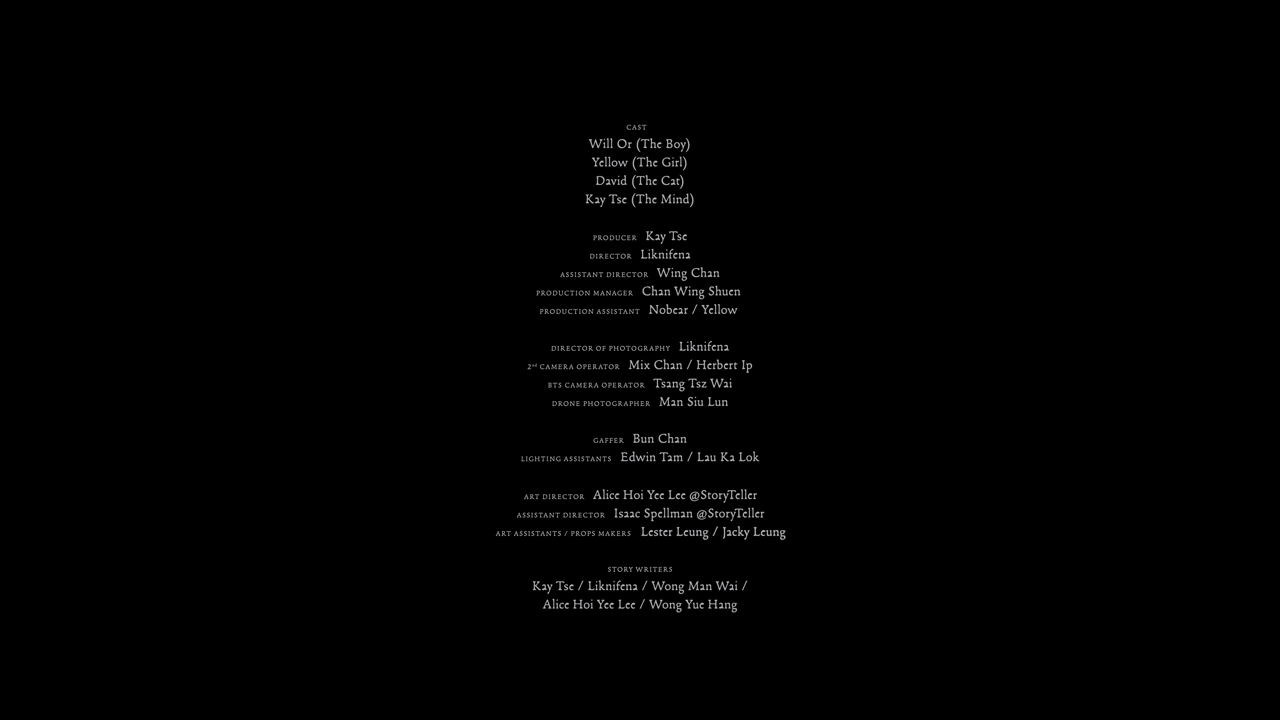 CAST
Will Or (The Boy)
Yellow (The Girl)
David (The Cat)
Kay Tse (The Mind)
PRODUCER Kay Tse
DIRECTOR Liknifena
ASSISTANT DIRECTOR Wing Chan
PRODUCTION MANAGER Chan Wing Shuen
PRODUCTION ASSISTANT Nobear / Yellow
DIRECTOR OF PHOTOGRAPHY Liknifena
2nd CAMERA OPERATOR Mix Chan / Herbert Ip
BTS CAMERA OPERATOR Tsang Tsz Wai
DRONE PHOTOGRAPHER Man Siu Lun
GAFFER Bun Chan
LIGHTING ASSISTANTS Edwin Tam / Lau Ka Lok
ART DIRECTOR Alice Hoi Yee Lee @StoryTeller
ASSISTANT DIRECTOR Isaac Spellman @StoryTeller
ART ASSISTANTS / PROPS MAKERS Lester Leung / Jacky Leung
STORY WRITERS
Kay Tse / Liknifena / Wong Man Wai /
Alice Hoi Yee Lee / Wong Yue Hang